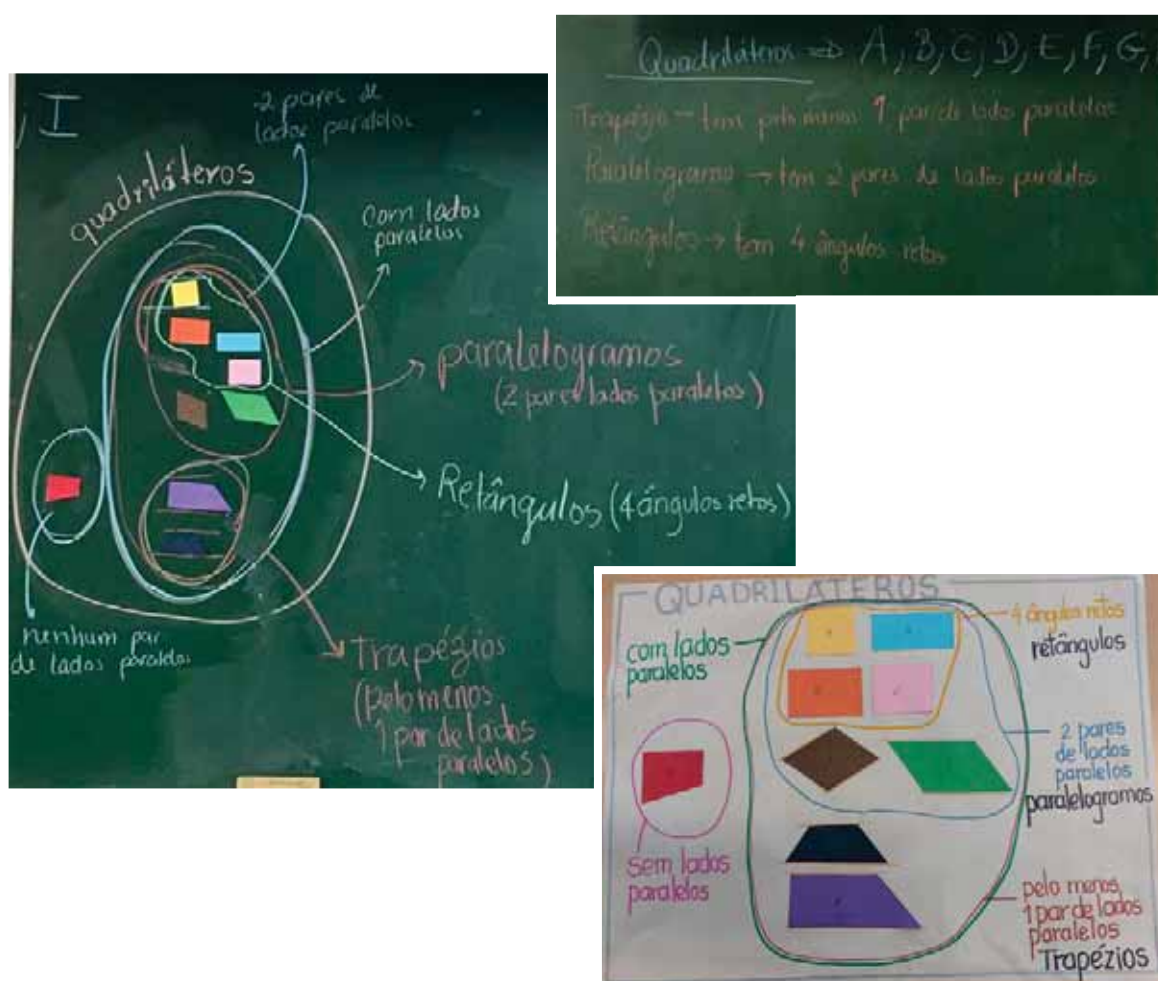 , I
2 pares de
lados paralelos
quadriláteros
com lados
paralelos
paralelogramos
(2 pares lados paralelos)
Retângulos (4 ângulos retos)
nenhum par
de lados paralelos
Trapézios
(pelo menos
1 par de lados
paralelos)
Quadriláteros ⇒ A, B, C, D, E, F, G,
Trapézio - tem pelo menos 1 par de lados paralelos
Paralelogramo → tem 2 pares de lados paralelos
Retângulos → tem 4 ângulos retos
QUADRILÁTEROS
com lados
paralelos
4 ângulos retos
retângulos
2 pares
de lados
paralelos
paralelogramos
sem lados
paralelos
pelo menos
1 par de lados
paralelos
Trapézios